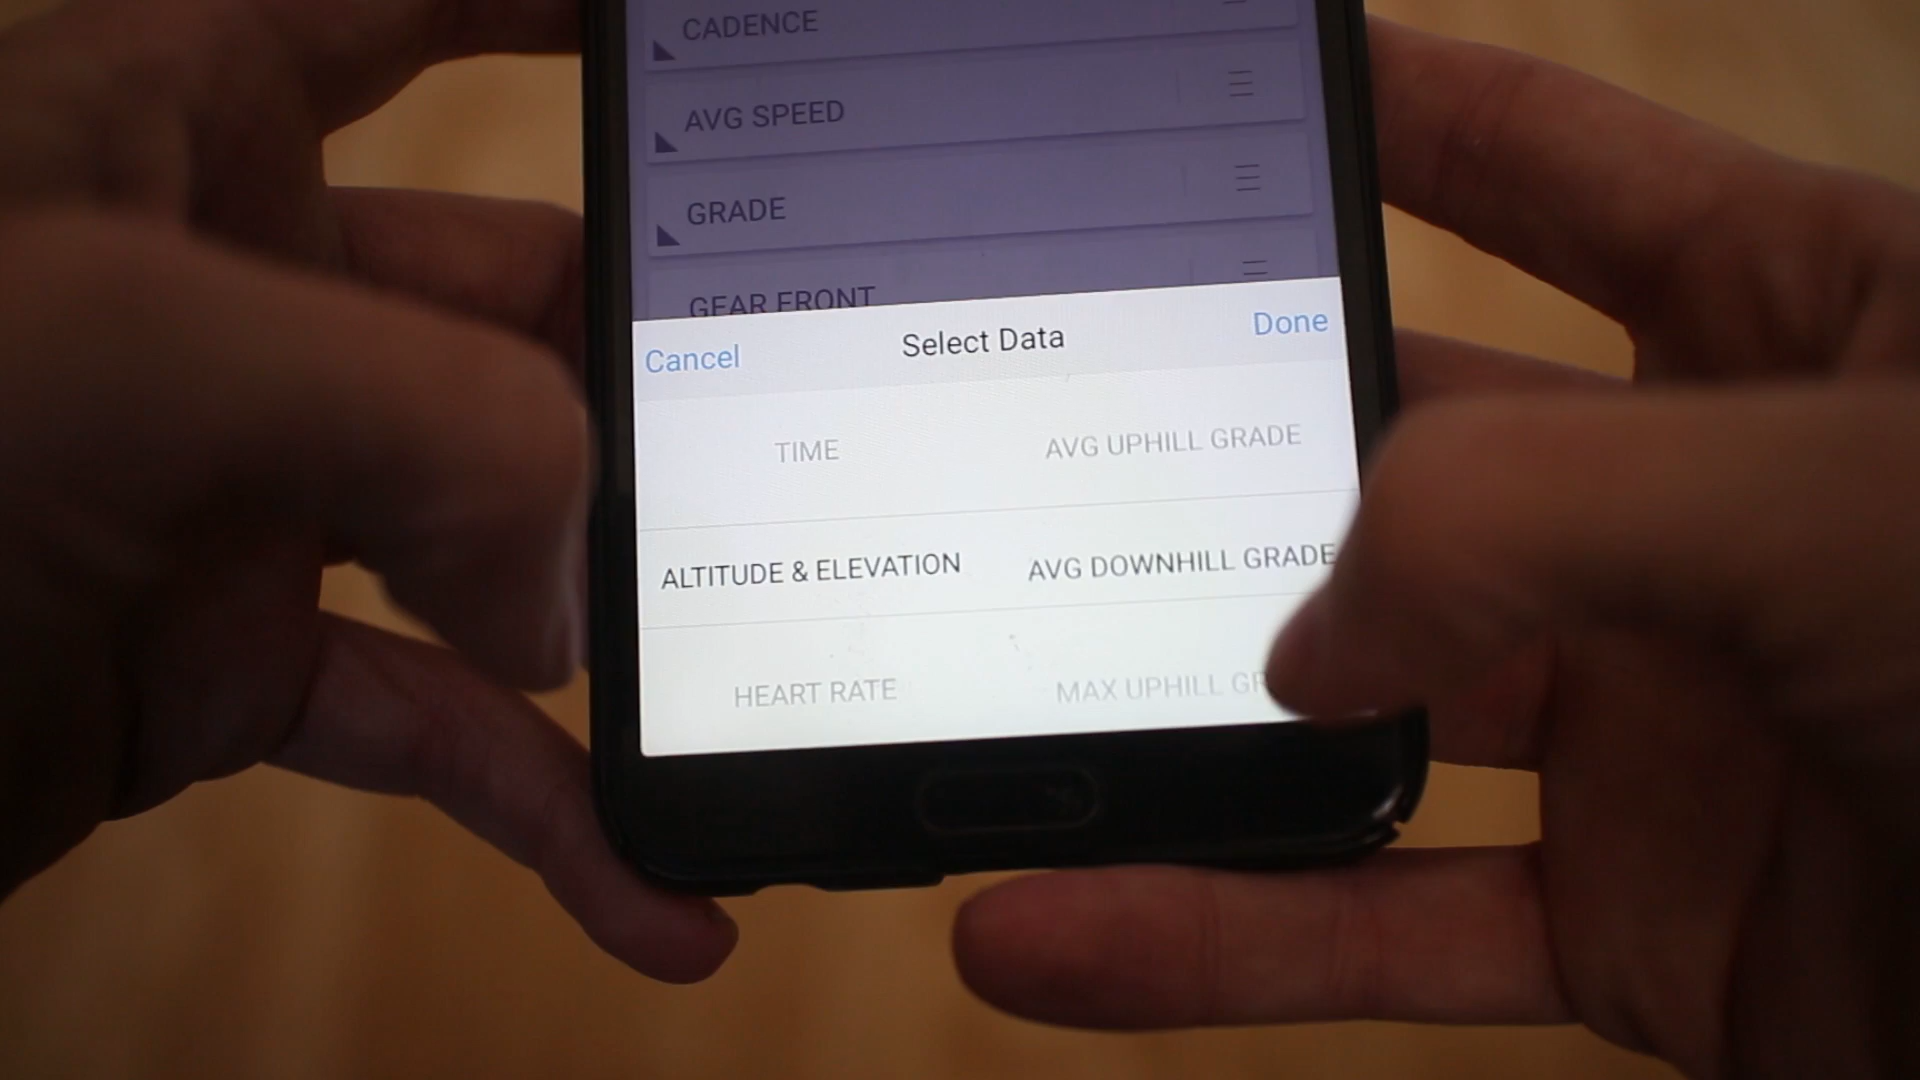 CADENCE
AVG SPEED
GRADE
GEAR FRONT
Cancel Select Data Done
TIME AVG UPHILL GRADE
ALTITUDE & ELEVATION AVG DOWNHILL GRADE
HEART RATE MAX UPHILL